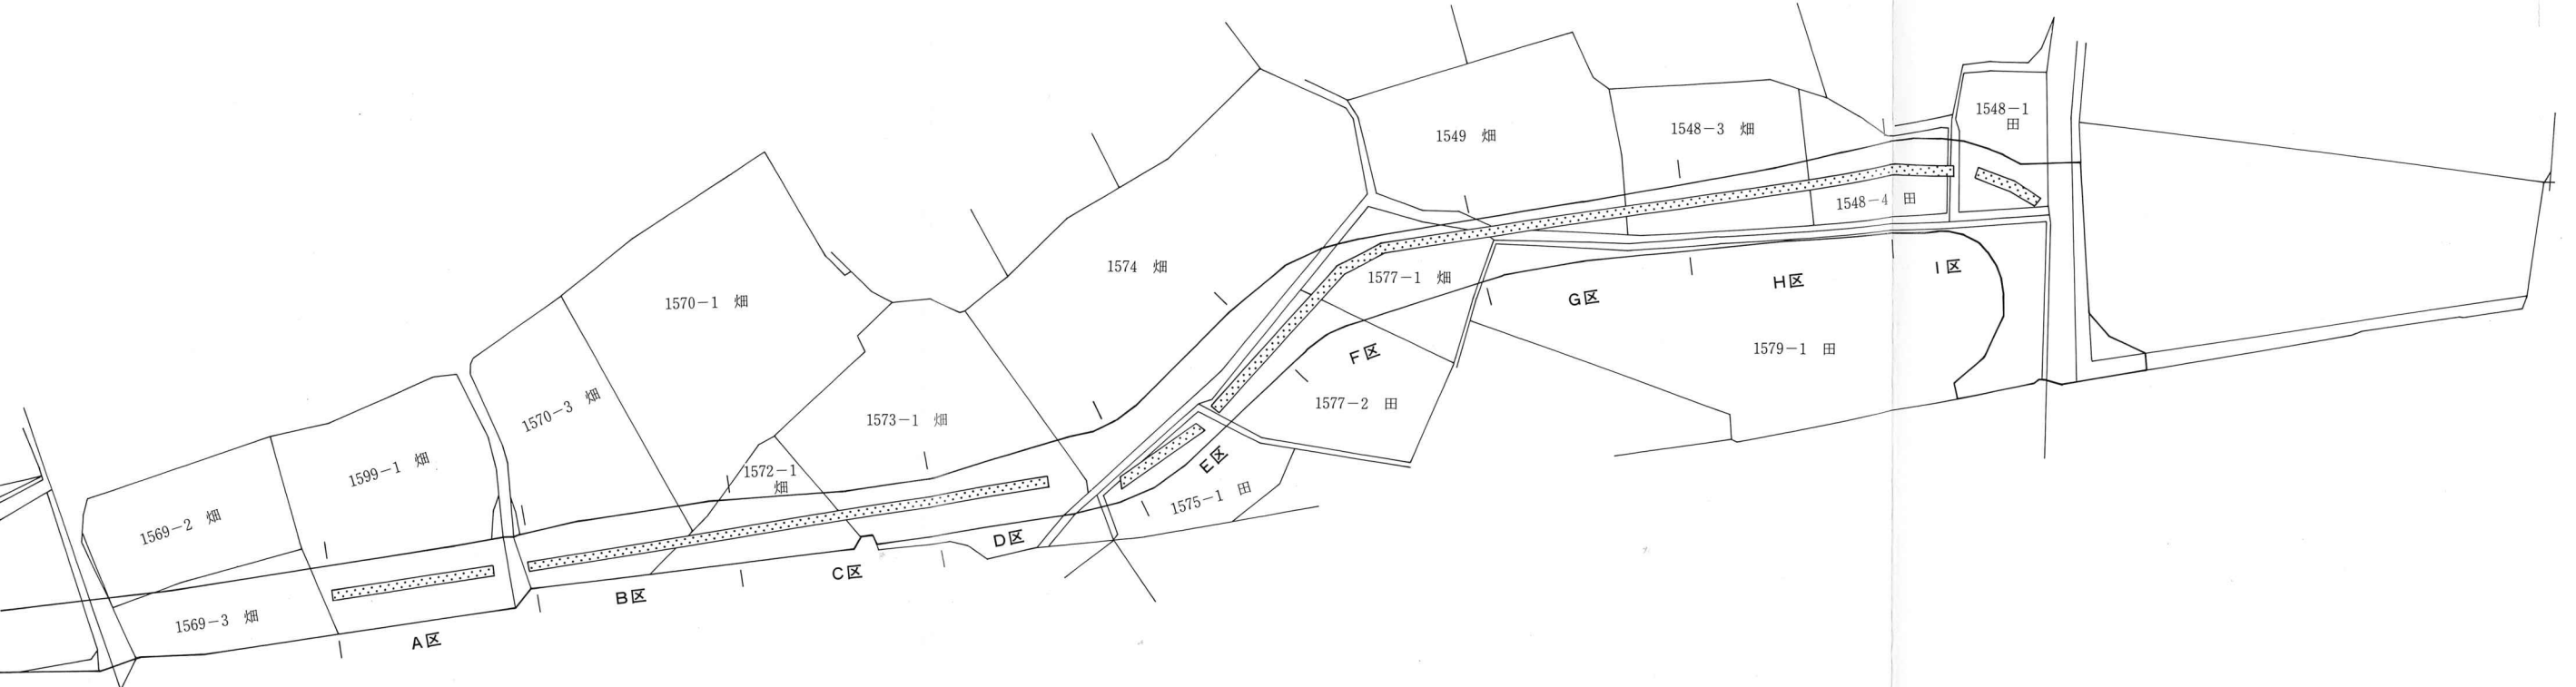 1548－1
田
1549 畑
1548－3 畑
1548－4 田
1574 畑
1577－1 畑
1570－1 畑
I 区
H区
G区
1579－1 田
F区
1577－2 田
1570－3 畑
1573－1 畑
1572－1
畑
E区
1575－1 田
1599－1 畑
1569－2 畑
D区
C区
B区
1569－3 畑
A区